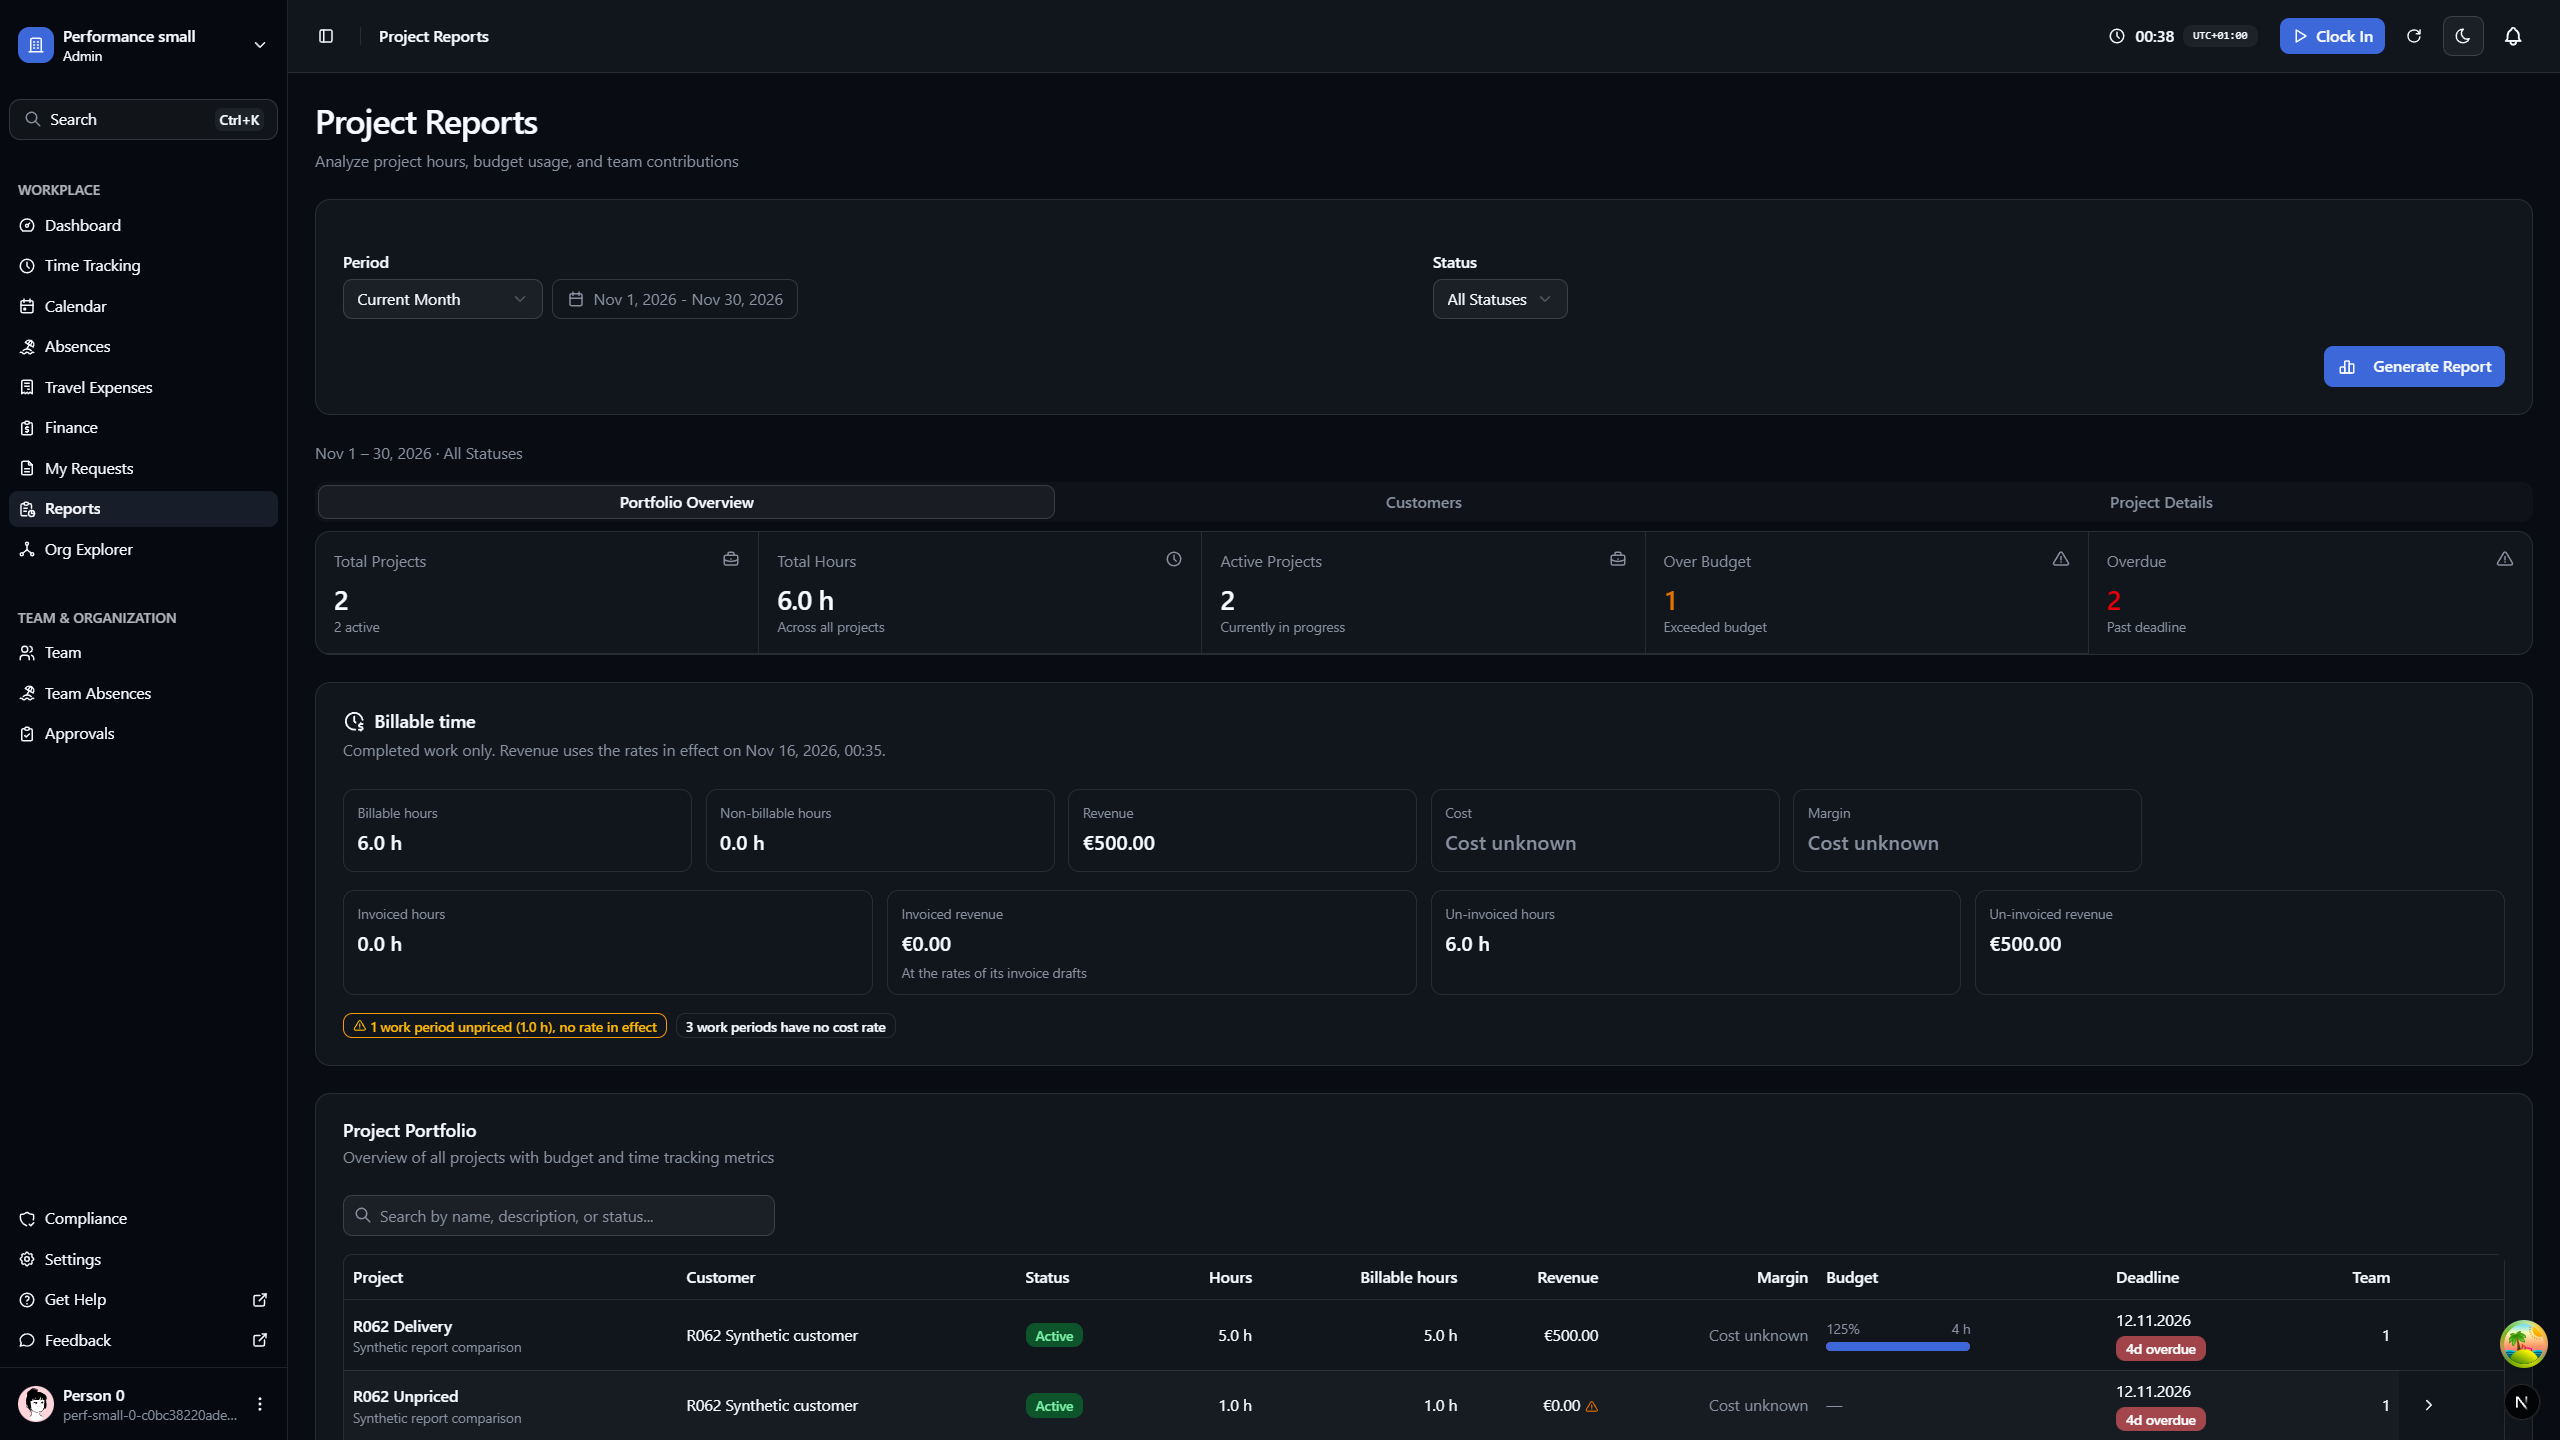 Performance small
Admin
Search
Ctrl+K
WORKPLACE
Dashboard
Time Tracking
Calendar
Absences
Travel Expenses
Finance
My Requests
Reports
Org Explorer
TEAM & ORGANIZATION
Team
Team Absences
Approvals
Compliance
Settings
Get Help
Feedback
Person 0
perf-small-0-c0bc38220ade...
Project Reports
00:38
UTC+01:00
Clock In
Project Reports
Analyze project hours, budget usage, and team contributions
Period
Current Month
Nov 1, 2026 - Nov 30, 2026
Status
All Statuses
Generate Report
Nov 1 – 30, 2026 · All Statuses
Portfolio Overview
Customers
Project Details
Total Projects
2
2 active
Total Hours
6.0 h
Across all projects
Active Projects
2
Currently in progress
Over Budget
1
Exceeded budget
Overdue
2
Past deadline
Billable time
Completed work only. Revenue uses the rates in effect on Nov 16, 2026, 00:35.
Billable hours
6.0 h
Non-billable hours
0.0 h
Revenue
€500.00
Cost
Cost unknown
Margin
Cost unknown
Invoiced hours
0.0 h
Invoiced revenue
€0.00
At the rates of its invoice drafts
Un-invoiced hours
6.0 h
Un-invoiced revenue
€500.00
1 work period unpriced (1.0 h), no rate in effect
3 work periods have no cost rate
Project Portfolio
Overview of all projects with budget and time tracking metrics
Search by name, description, or status...
Project Customer Status Hours Billable hours Revenue Margin Budget Deadline Team
R062 Delivery
Synthetic report comparison
R062 Synthetic customer
Active
5.0 h
5.0 h
€500.00
Cost unknown
125% 4 h
12.11.2026
4d overdue
1
R062 Unpriced
Synthetic report comparison
R062 Synthetic customer
Active
1.0 h
1.0 h
€0.00
Cost unknown
—
12.11.2026
4d overdue
1
N